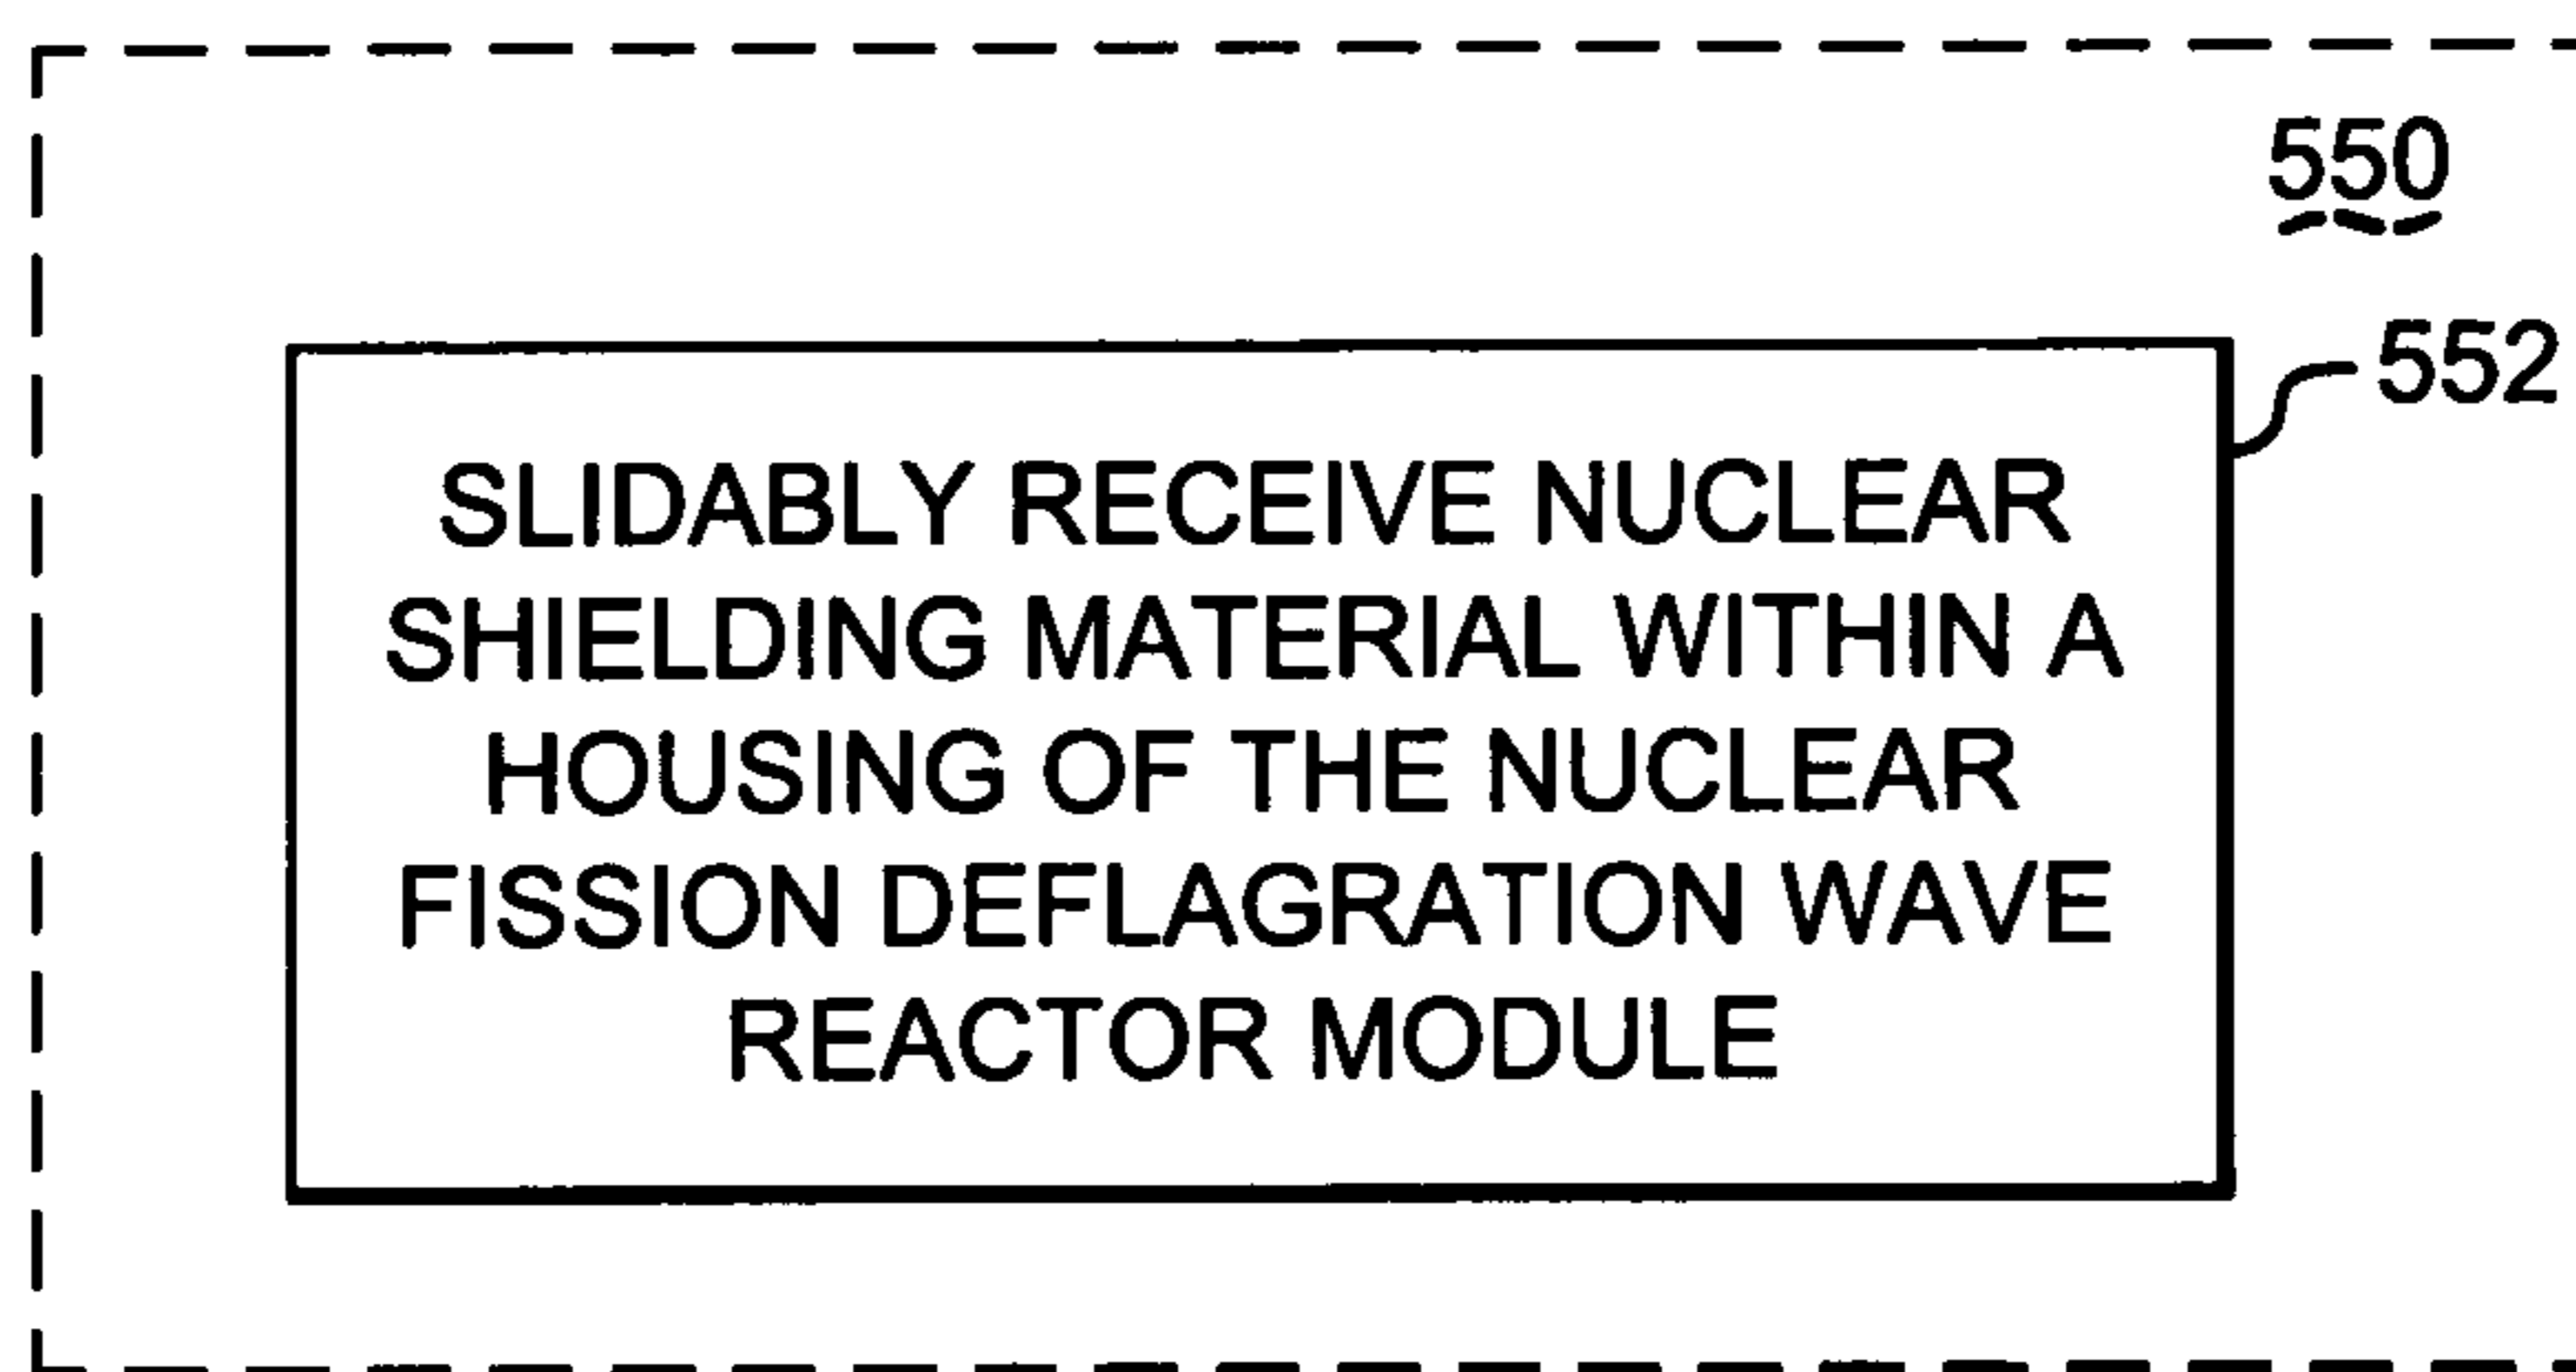 550
552
SLIDABLY RECEIVE NUCLEAR
SHIELDING MATERIAL WITHIN A
HOUSING OF THE NUCLEAR
FISSION DEFLAGRATION WAVE
REACTOR MODULE